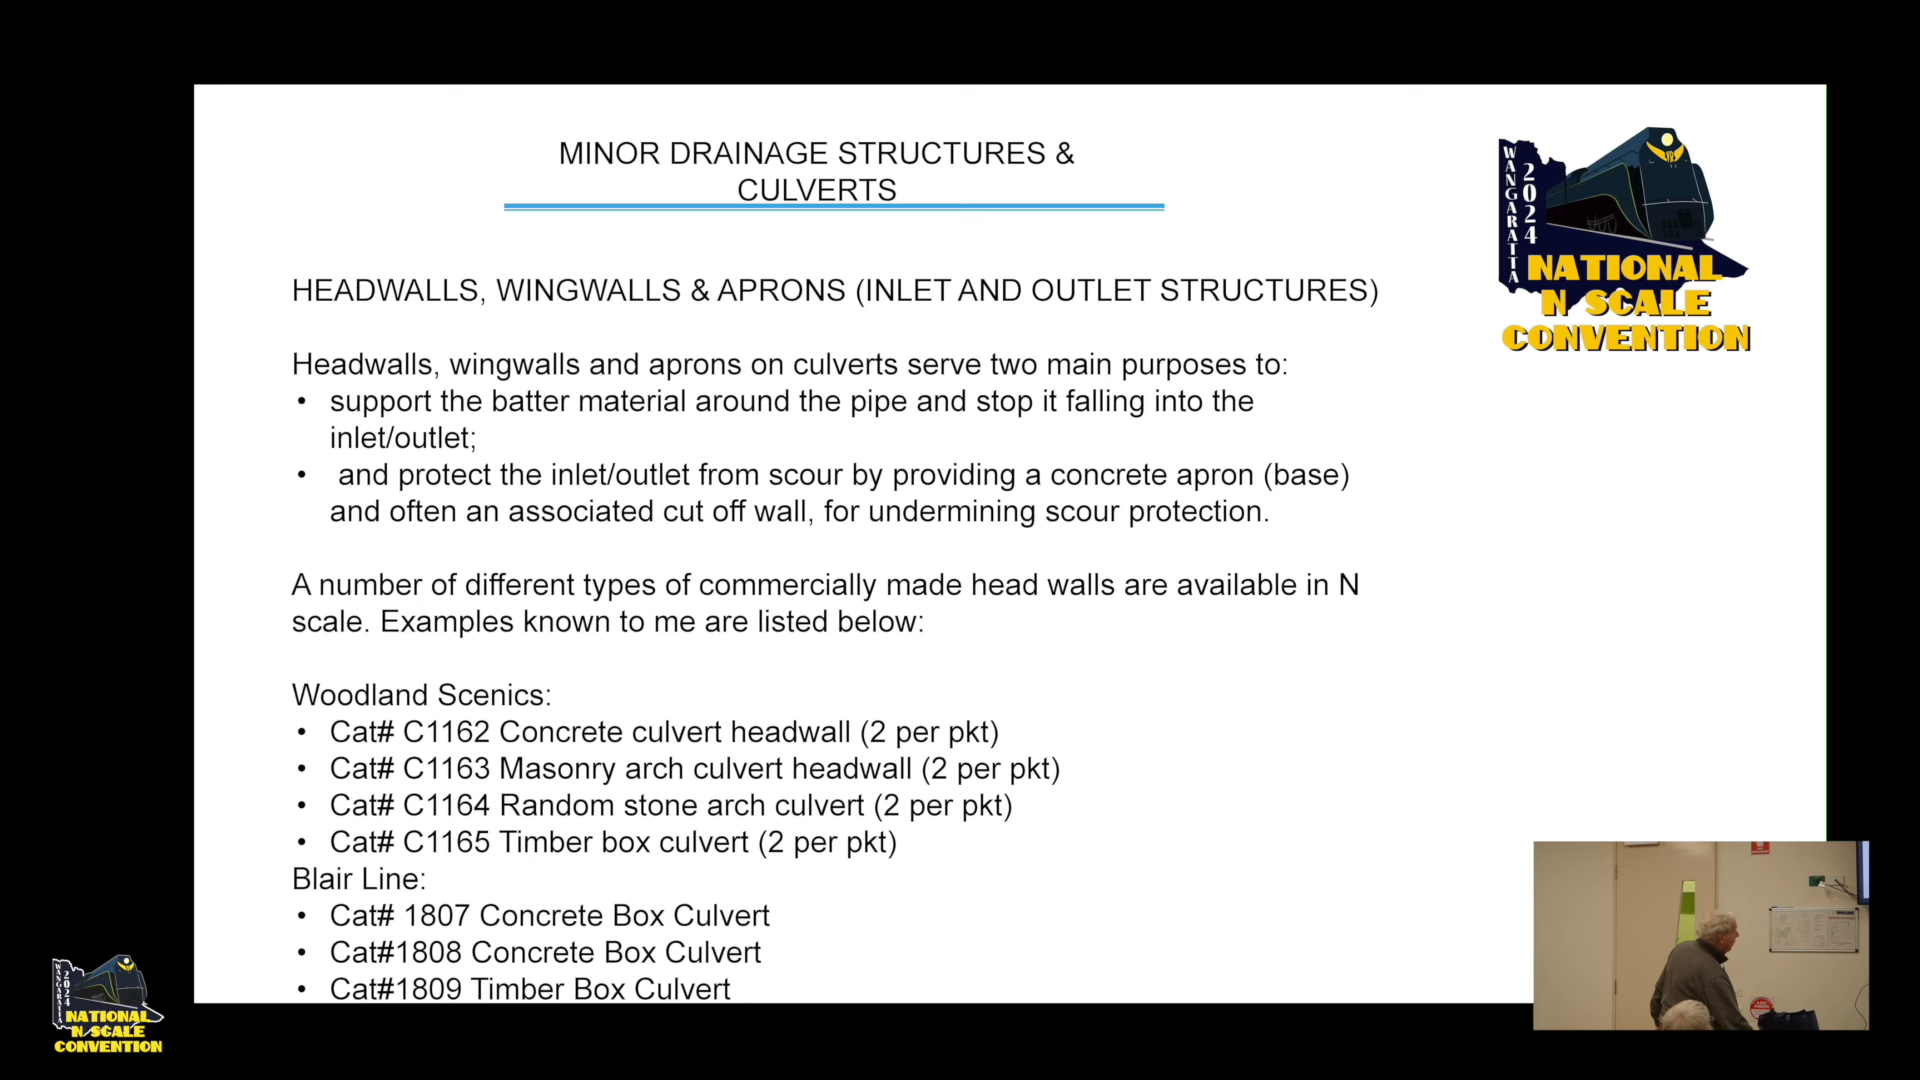 MINOR DRAINAGE STRUCTURES &
CULVERTS
WANGARATTA
2024
NATIONAL
N SCALE
CONVENTION
HEADWALLS, WINGWALLS & APRONS (INLET AND OUTLET STRUCTURES)
Headwalls, wingwalls and aprons on culverts serve two main purposes to:
• support the batter material around the pipe and stop it falling into the
inlet/outlet;
• and protect the inlet/outlet from scour by providing a concrete apron (base)
and often an associated cut off wall, for undermining scour protection.
A number of different types of commercially made head walls are available in N
scale. Examples known to me are listed below:
Woodland Scenics:
• Cat# C1162 Concrete culvert headwall (2 per pkt)
• Cat# C1163 Masonry arch culvert headwall (2 per pkt)
• Cat# C1164 Random stone arch culvert (2 per pkt)
• Cat# C1165 Timber box culvert (2 per pkt)
Blair Line:
• Cat# 1807 Concrete Box Culvert
• Cat#1808 Concrete Box Culvert
• Cat#1809 Timber Box Culvert
WANGARATTA
2024
NATIONAL
N SCALE
CONVENTION